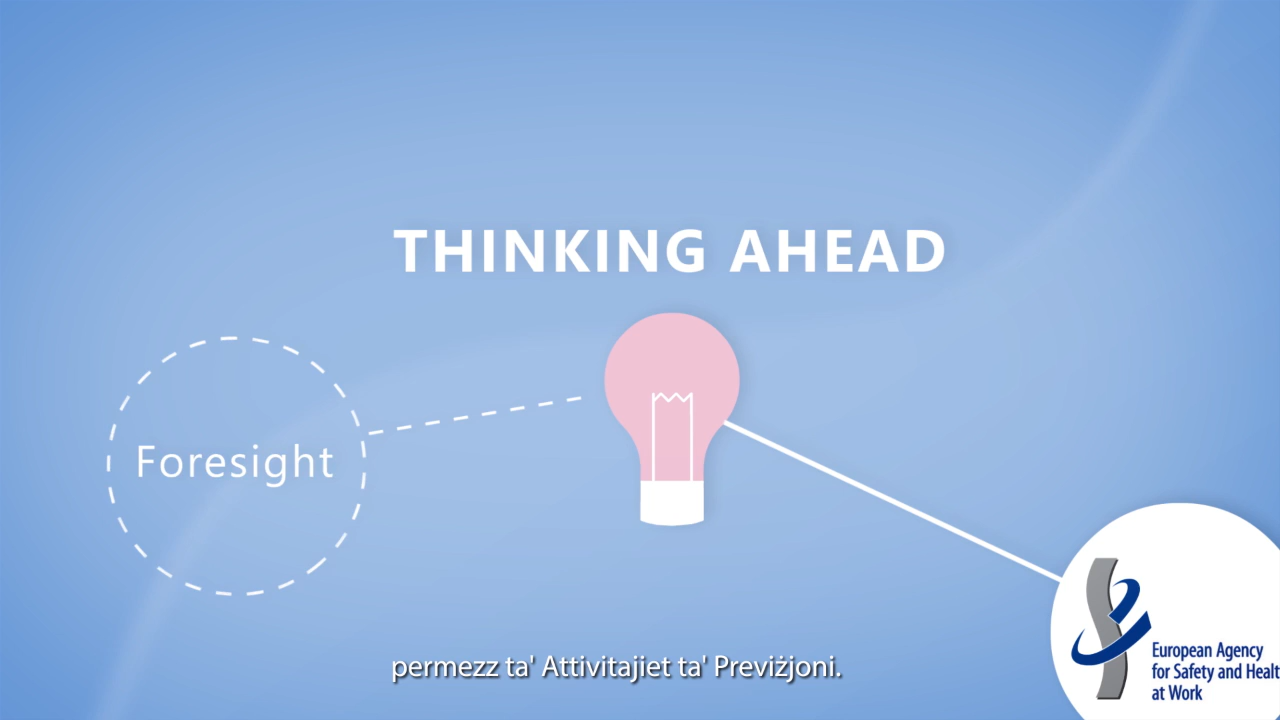 THINKING AHEAD
Foresight
permezz ta' Attivitajiet ta' Previżjoni.
European Agency
for Safety and Healt
at Work